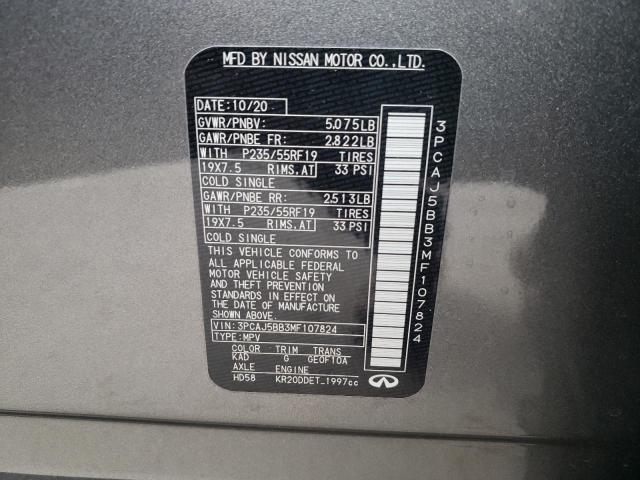 MFD BY NISSAN MOTOR CO.,LTD.
DATE: 10/20
GVWR/PNBV: 5.075LB
GAWR/PNBE FR: 2.822LB
WITH P235/55RF19 TIRES
19X7.5 RIMS.AT 33 PSI
COLD SINGLE
GAWR/PNBE RR: 2.513LB
WITH P235/55RF19 TIRES
19X7.5 RIMS.AT 33 PSI
COLD SINGLE
THIS VEHICLE CONFORMS TO
ALL APPLICABLE FEDERAL
MOTOR VEHICLE SAFETY
AND THEFT PREVENTION
STANDARDS IN EFFECT ON
THE DATE OF MANUFACTURE
SHOWN ABOVE.
VIN: 3PCAJ5BB3MF107824
TYPE: MPV
COLOR TRIM TRANS
KAD G GEOF10A
AXLE ENGINE
HD58 KR20DDET_1997cc
3PCAJ5BB3MF107824